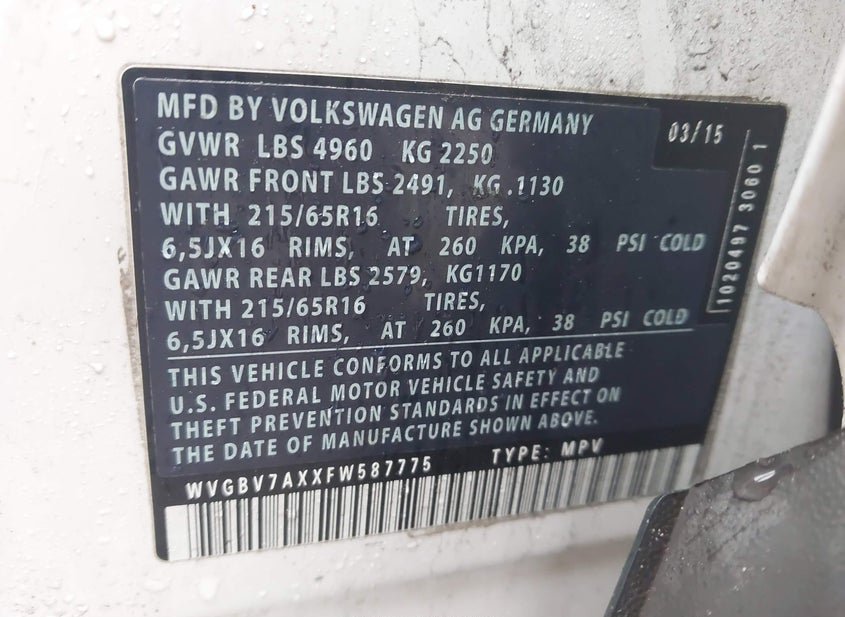 MFD BY VOLKSWAGEN AG GERMANY
03/15
GVWR LBS 4960 KG 2250
GAWR FRONT LBS 2491, KG .1130
WITH 215/65R16 TIRES,
6,5JX16 RIMS, AT 260 KPA, 38 PSI COLD
GAWR REAR LBS 2579, KG1170
WITH 215/65R16 TIRES,
6,5JX16 RIMS, AT 260 KPA, 38 PSI COLD
THIS VEHICLE CONFORMS TO ALL APPLICABLE
U.S. FEDERAL MOTOR VEHICLE SAFETY AND
THEFT PREVENTION STANDARDS IN EFFECT ON
THE DATE OF MANUFACTURE SHOWN ABOVE.
WVGBV7AXXFW587775 TYPE: MPV
1020497 3060 1